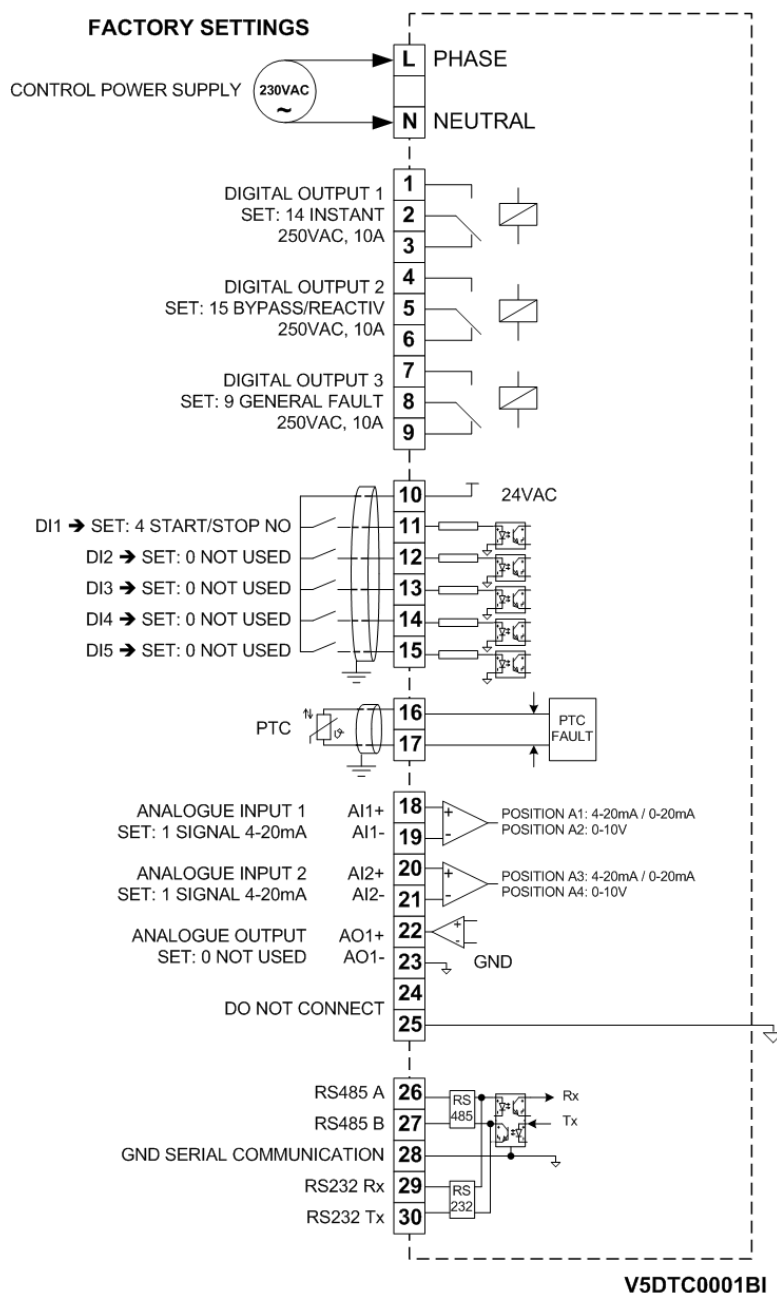 FACTORY SETTINGS
CONTROL POWER SUPPLY 230VAC ~
L PHASE
N NEUTRAL
DIGITAL OUTPUT 1
SET: 14 INSTANT
250VAC, 10A
1
2
3
DIGITAL OUTPUT 2
SET: 15 BYPASS/REACTIV
250VAC, 10A
4
5
6
DIGITAL OUTPUT 3
SET: 9 GENERAL FAULT
250VAC, 10A
7
8
9
10 24VAC
DI1 ➔ SET: 4 START/STOP NO 11
DI2 ➔ SET: 0 NOT USED 12
DI3 ➔ SET: 0 NOT USED 13
DI4 ➔ SET: 0 NOT USED 14
DI5 ➔ SET: 0 NOT USED 15
PTC
16
17
PTC
FAULT
ANALOGUE INPUT 1 AI1+ 18 + POSITION A1: 4-20mA / 0-20mA
SET: 1 SIGNAL 4-20mA AI1- 19 - POSITION A2: 0-10V
ANALOGUE INPUT 2 AI2+ 20 + POSITION A3: 4-20mA / 0-20mA
SET: 1 SIGNAL 4-20mA AI2- 21 - POSITION A4: 0-10V
ANALOGUE OUTPUT AO1+ 22 + -
SET: 0 NOT USED AO1- 23 GND
DO NOT CONNECT
24
25
RS485 A 26 RS 485 Rx
RS485 B 27 Tx
GND SERIAL COMMUNICATION 28
RS232 Rx 29 RS 232
RS232 Tx 30
V5DTC0001BI